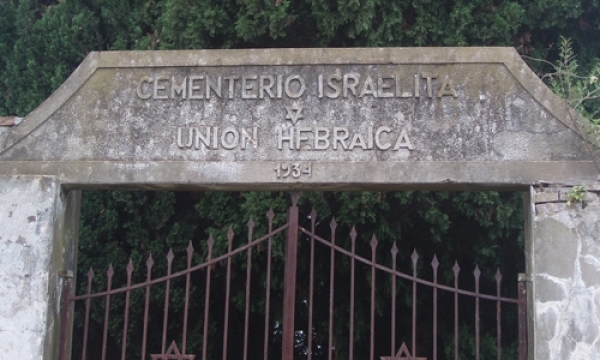 CEMENTERIO ISRAELITA
UNION HEBRAICA
1934